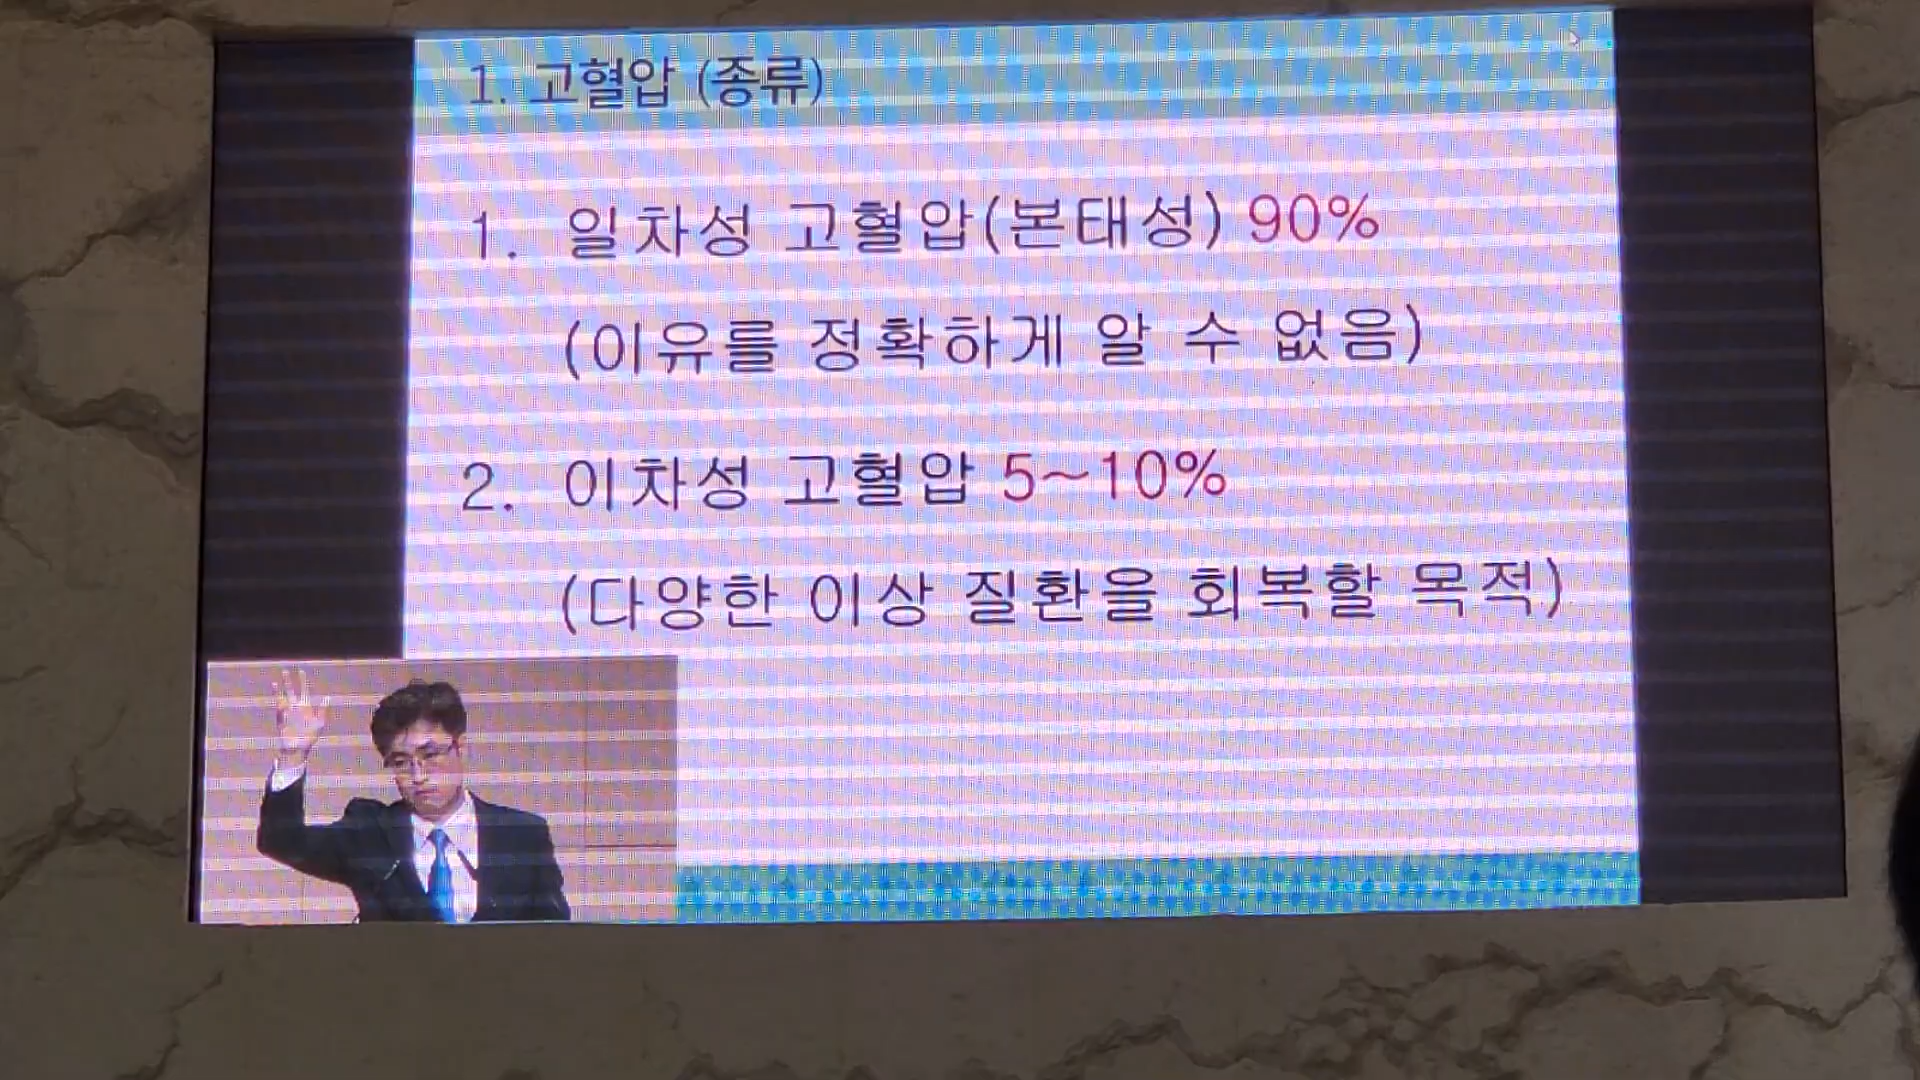 1. 고혈압 (종류)
1. 일차성 고혈압(본태성) 90%
(이유를 정확하게 알 수 없음)
2. 이차성 고혈압 5~10%
(다양한 이상 질환을 회복할 목적)